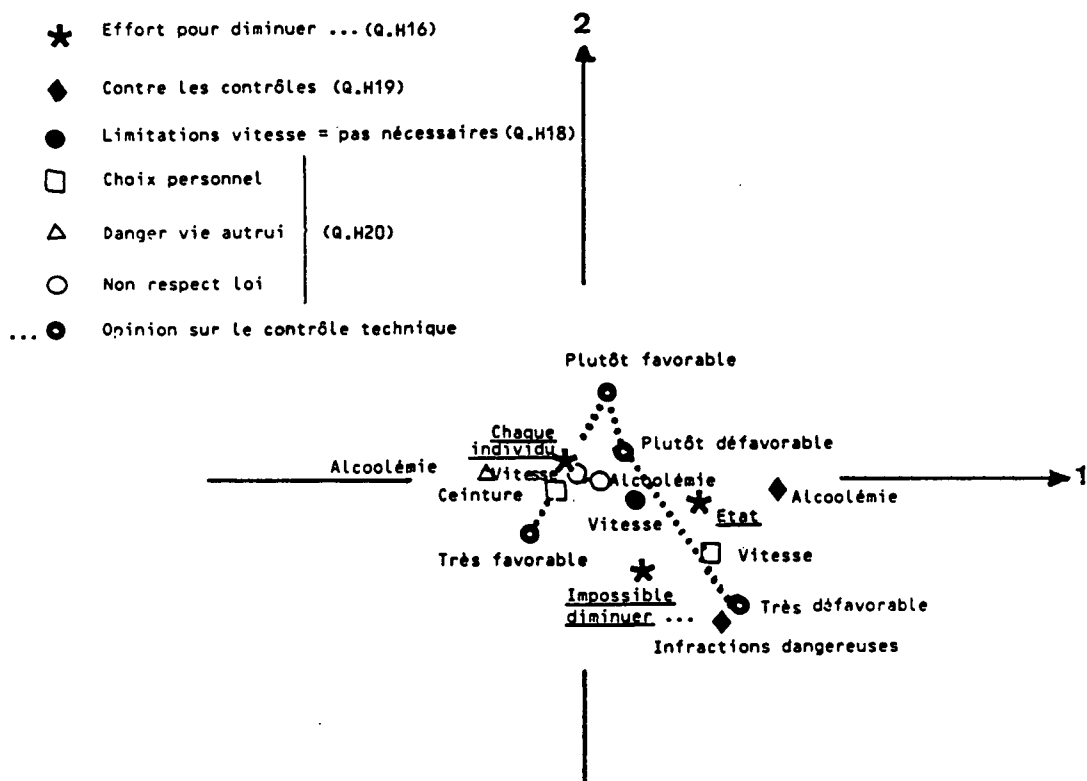 Effort pour diminuer ... (Q.H16)
2
Contre les contrôles (Q.H19)
Limitations vitesse = pas nécessaires (Q.H18)
Choix personnel
Danger vie autrui (Q.H20)
Non respect loi
... Opinion sur le contrôle technique
Plutôt favorable
Chaque
individu
Plutôt défavorable
Alcoolémie
Vitesse
Alcoolémie
1
Ceinture
Alcoolémie
Vitesse
Etat
Très favorable
Vitesse
Impossible
diminuer ...
Très défavorable
Infractions dangereuses